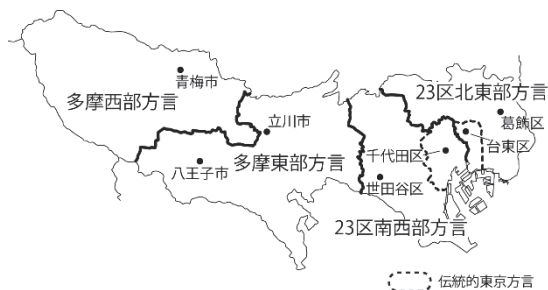 青梅市
多摩西部方言
立川市
八王子市
多摩東部方言
23区北東部方言
葛飾区
台東区
千代田区
世田谷区
23区南西部方言
伝統的東京方言